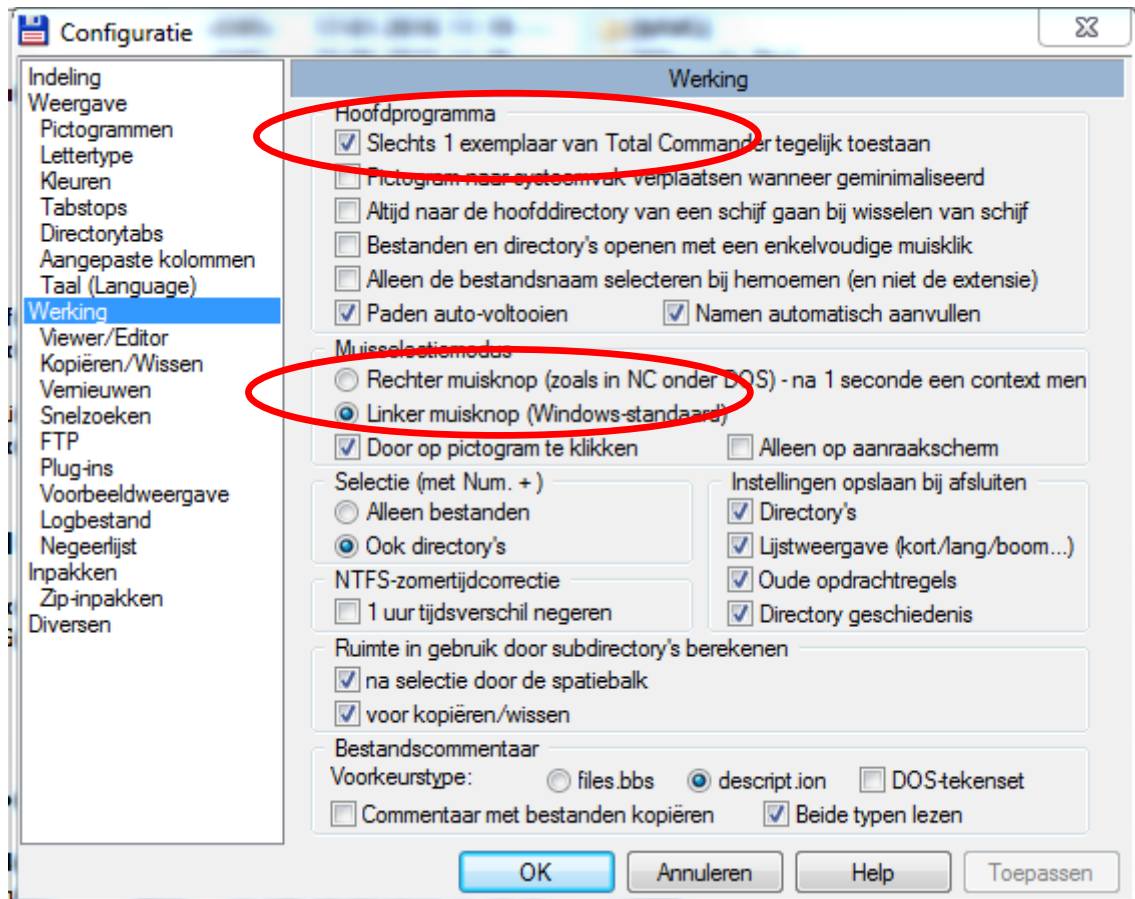 Configuratie
Indeling
Weergave
Pictogrammen
Lettertype
Kleuren
Tabstops
Directorytabs
Aangepaste kolommen
Taal (Language)
Werking
Viewer/Editor
Kopiëren/Wissen
Vernieuwen
Snelzoeken
FTP
Plug-ins
Voorbeeldweergave
Logbestand
Negeerlijst
Inpakken
Zip-inpakken
Diversen
Werking
Hoofdprogramma
Slechts 1 exemplaar van Total Commander tegelijk toestaan
Pictogram naar systeemvak verplaatsen wanneer geminimaliseerd
Altijd naar de hoofddirectory van een schijf gaan bij wisselen van schijf
Bestanden en directory's openen met een enkelvoudige muisklik
Alleen de bestandsnaam selecteren bij hernoemen (en niet de extensie)
Paden auto-voltooien Namen automatisch aanvullen
Muisselectiemodus
Rechter muisknop (zoals in NC onder DOS) - na 1 seconde een context men
Linker muisknop (Windows-standaard)
Door op pictogram te klikken Alleen op aanraakscherm
Selectie (met Num. + )
Alleen bestanden
Ook directory's
Instellingen opslaan bij afsluiten
Directory's
Lijstweergave (kort/lang/boom...)
Oude opdrachtregels
Directory geschiedenis
NTFS-zomertijdcorrectie
1 uur tijdsverschil negeren
Ruimte in gebruik door subdirectory's berekenen
na selectie door de spatiebalk
voor kopiëren/wissen
Bestandscommentaar
Voorkeurstype: files.bbs descript.ion DOS-tekenset
Commentaar met bestanden kopiëren Beide typen lezen
OK Annuleren Help Toepassen